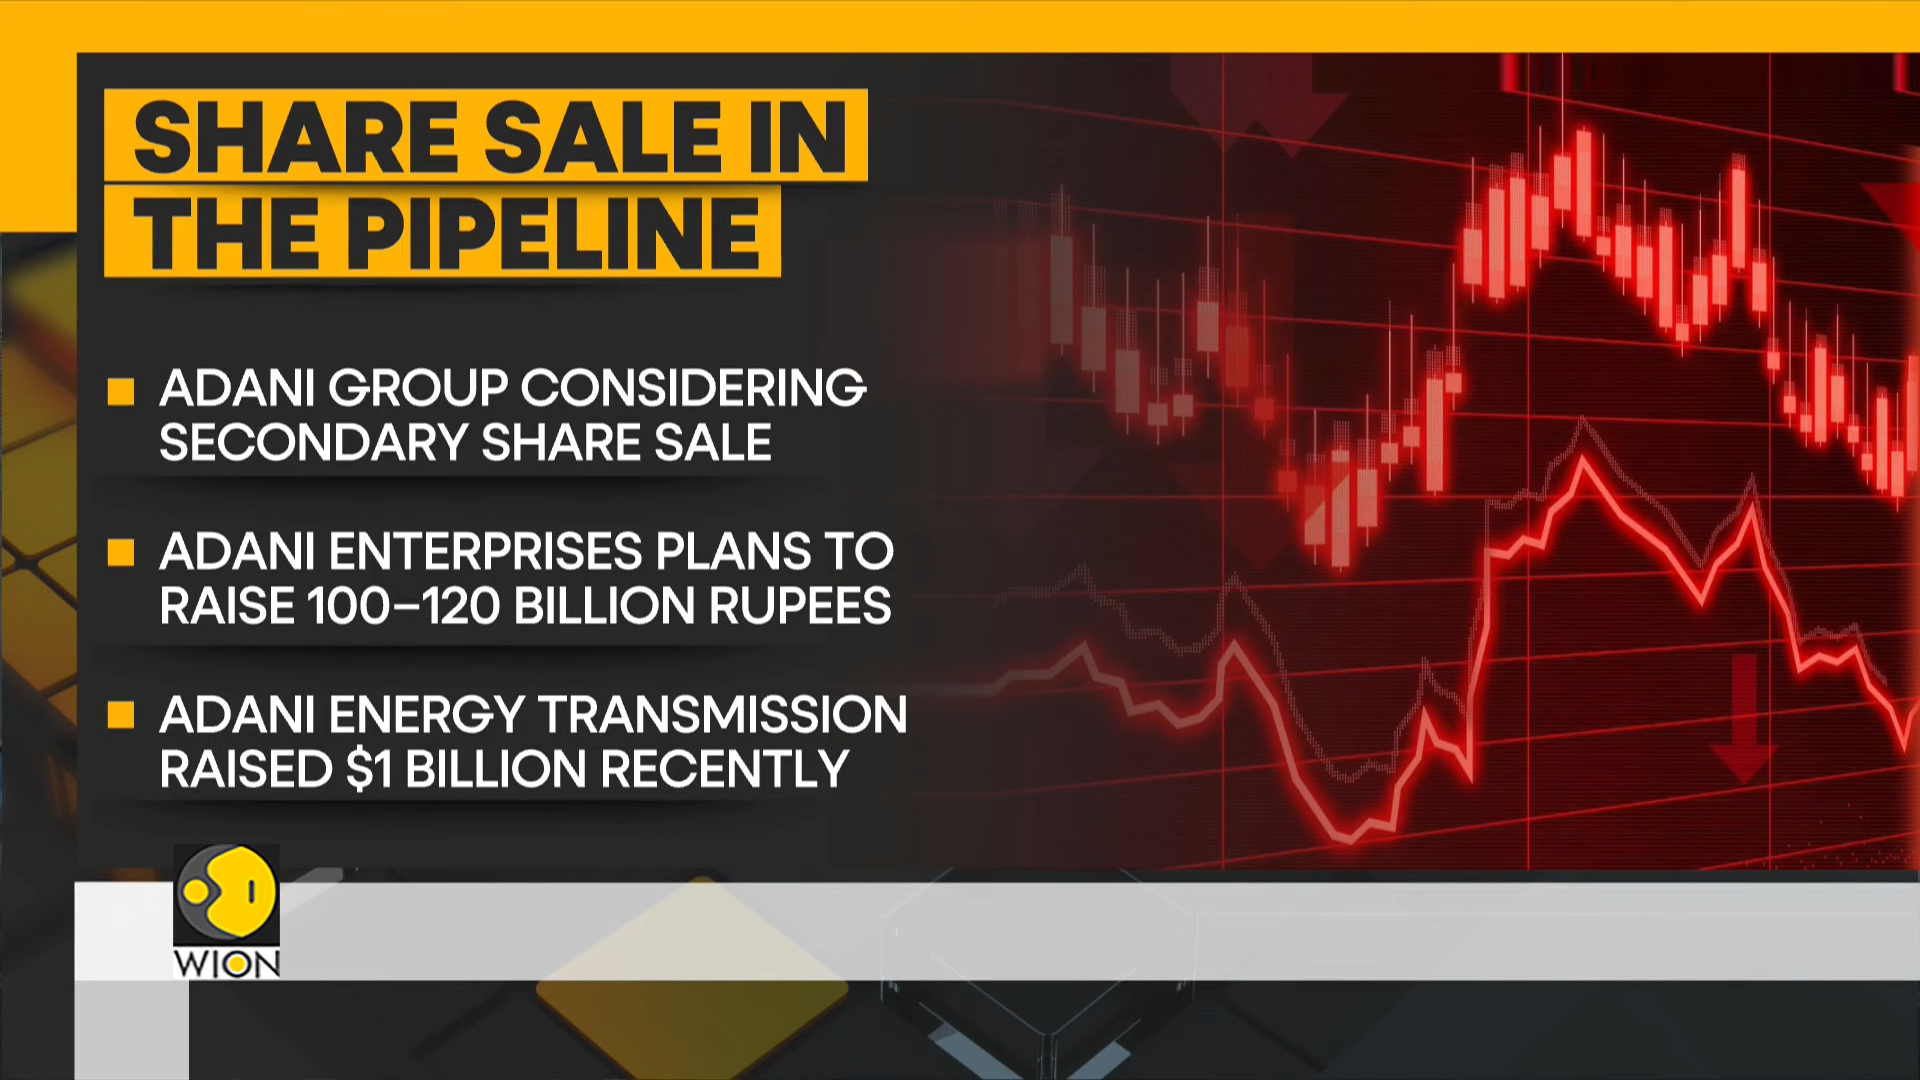 SHARE SALE IN
THE PIPELINE
ADANI GROUP CONSIDERING
SECONDARY SHARE SALE
ADANI ENTERPRISES PLANS TO
RAISE 100–120 BILLION RUPEES
ADANI ENERGY TRANSMISSION
RAISED $1 BILLION RECENTLY
WION